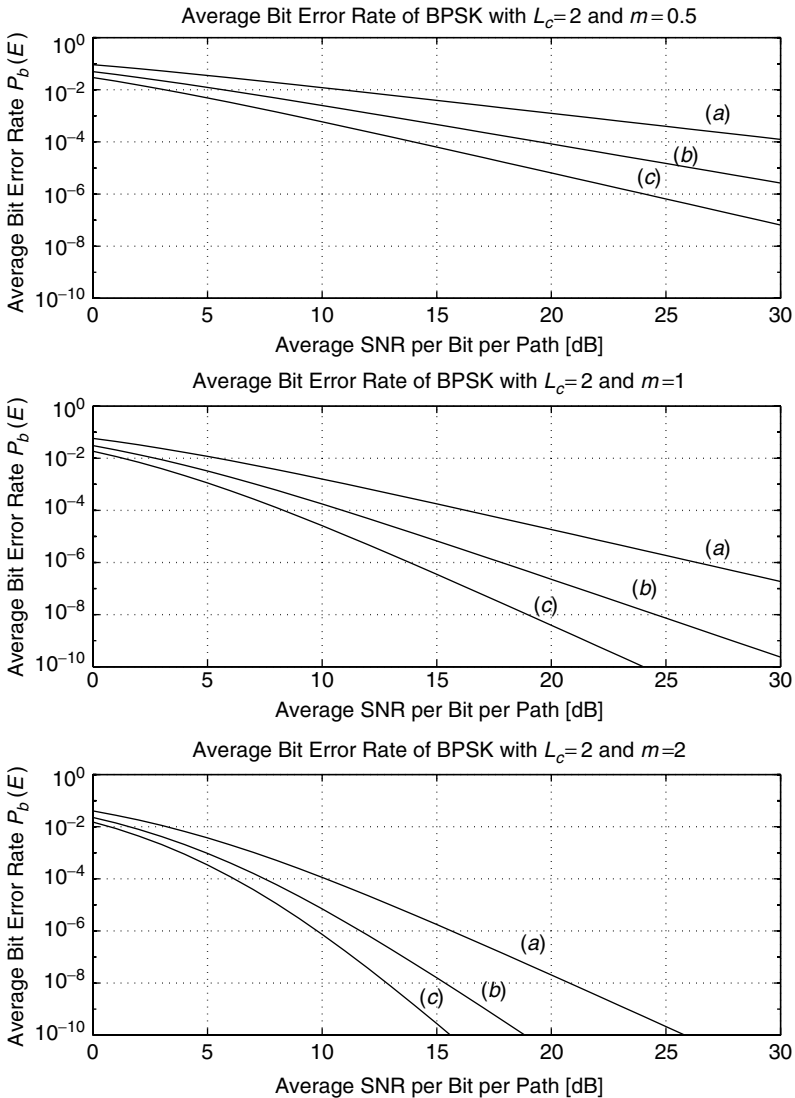 Average Bit Error Rate of BPSK with L_c=2 and m=0.5
Average Bit Error Rate P_b(E)
10^0
10^−2
10^−4
10^−6
10^−8
10^−10
(a)
(b)
(c)
0 5 10 15 20 25 30
Average SNR per Bit per Path [dB]
Average Bit Error Rate of BPSK with L_c=2 and m=1
Average Bit Error Rate P_b(E)
10^0
10^−2
10^−4
10^−6
10^−8
10^−10
(a)
(b)
(c)
0 5 10 15 20 25 30
Average SNR per Bit per Path [dB]
Average Bit Error Rate of BPSK with L_c=2 and m=2
Average Bit Error Rate P_b(E)
10^0
10^−2
10^−4
10^−6
10^−8
10^−10
(a)
(b)
(c)
0 5 10 15 20 25 30
Average SNR per Bit per Path [dB]